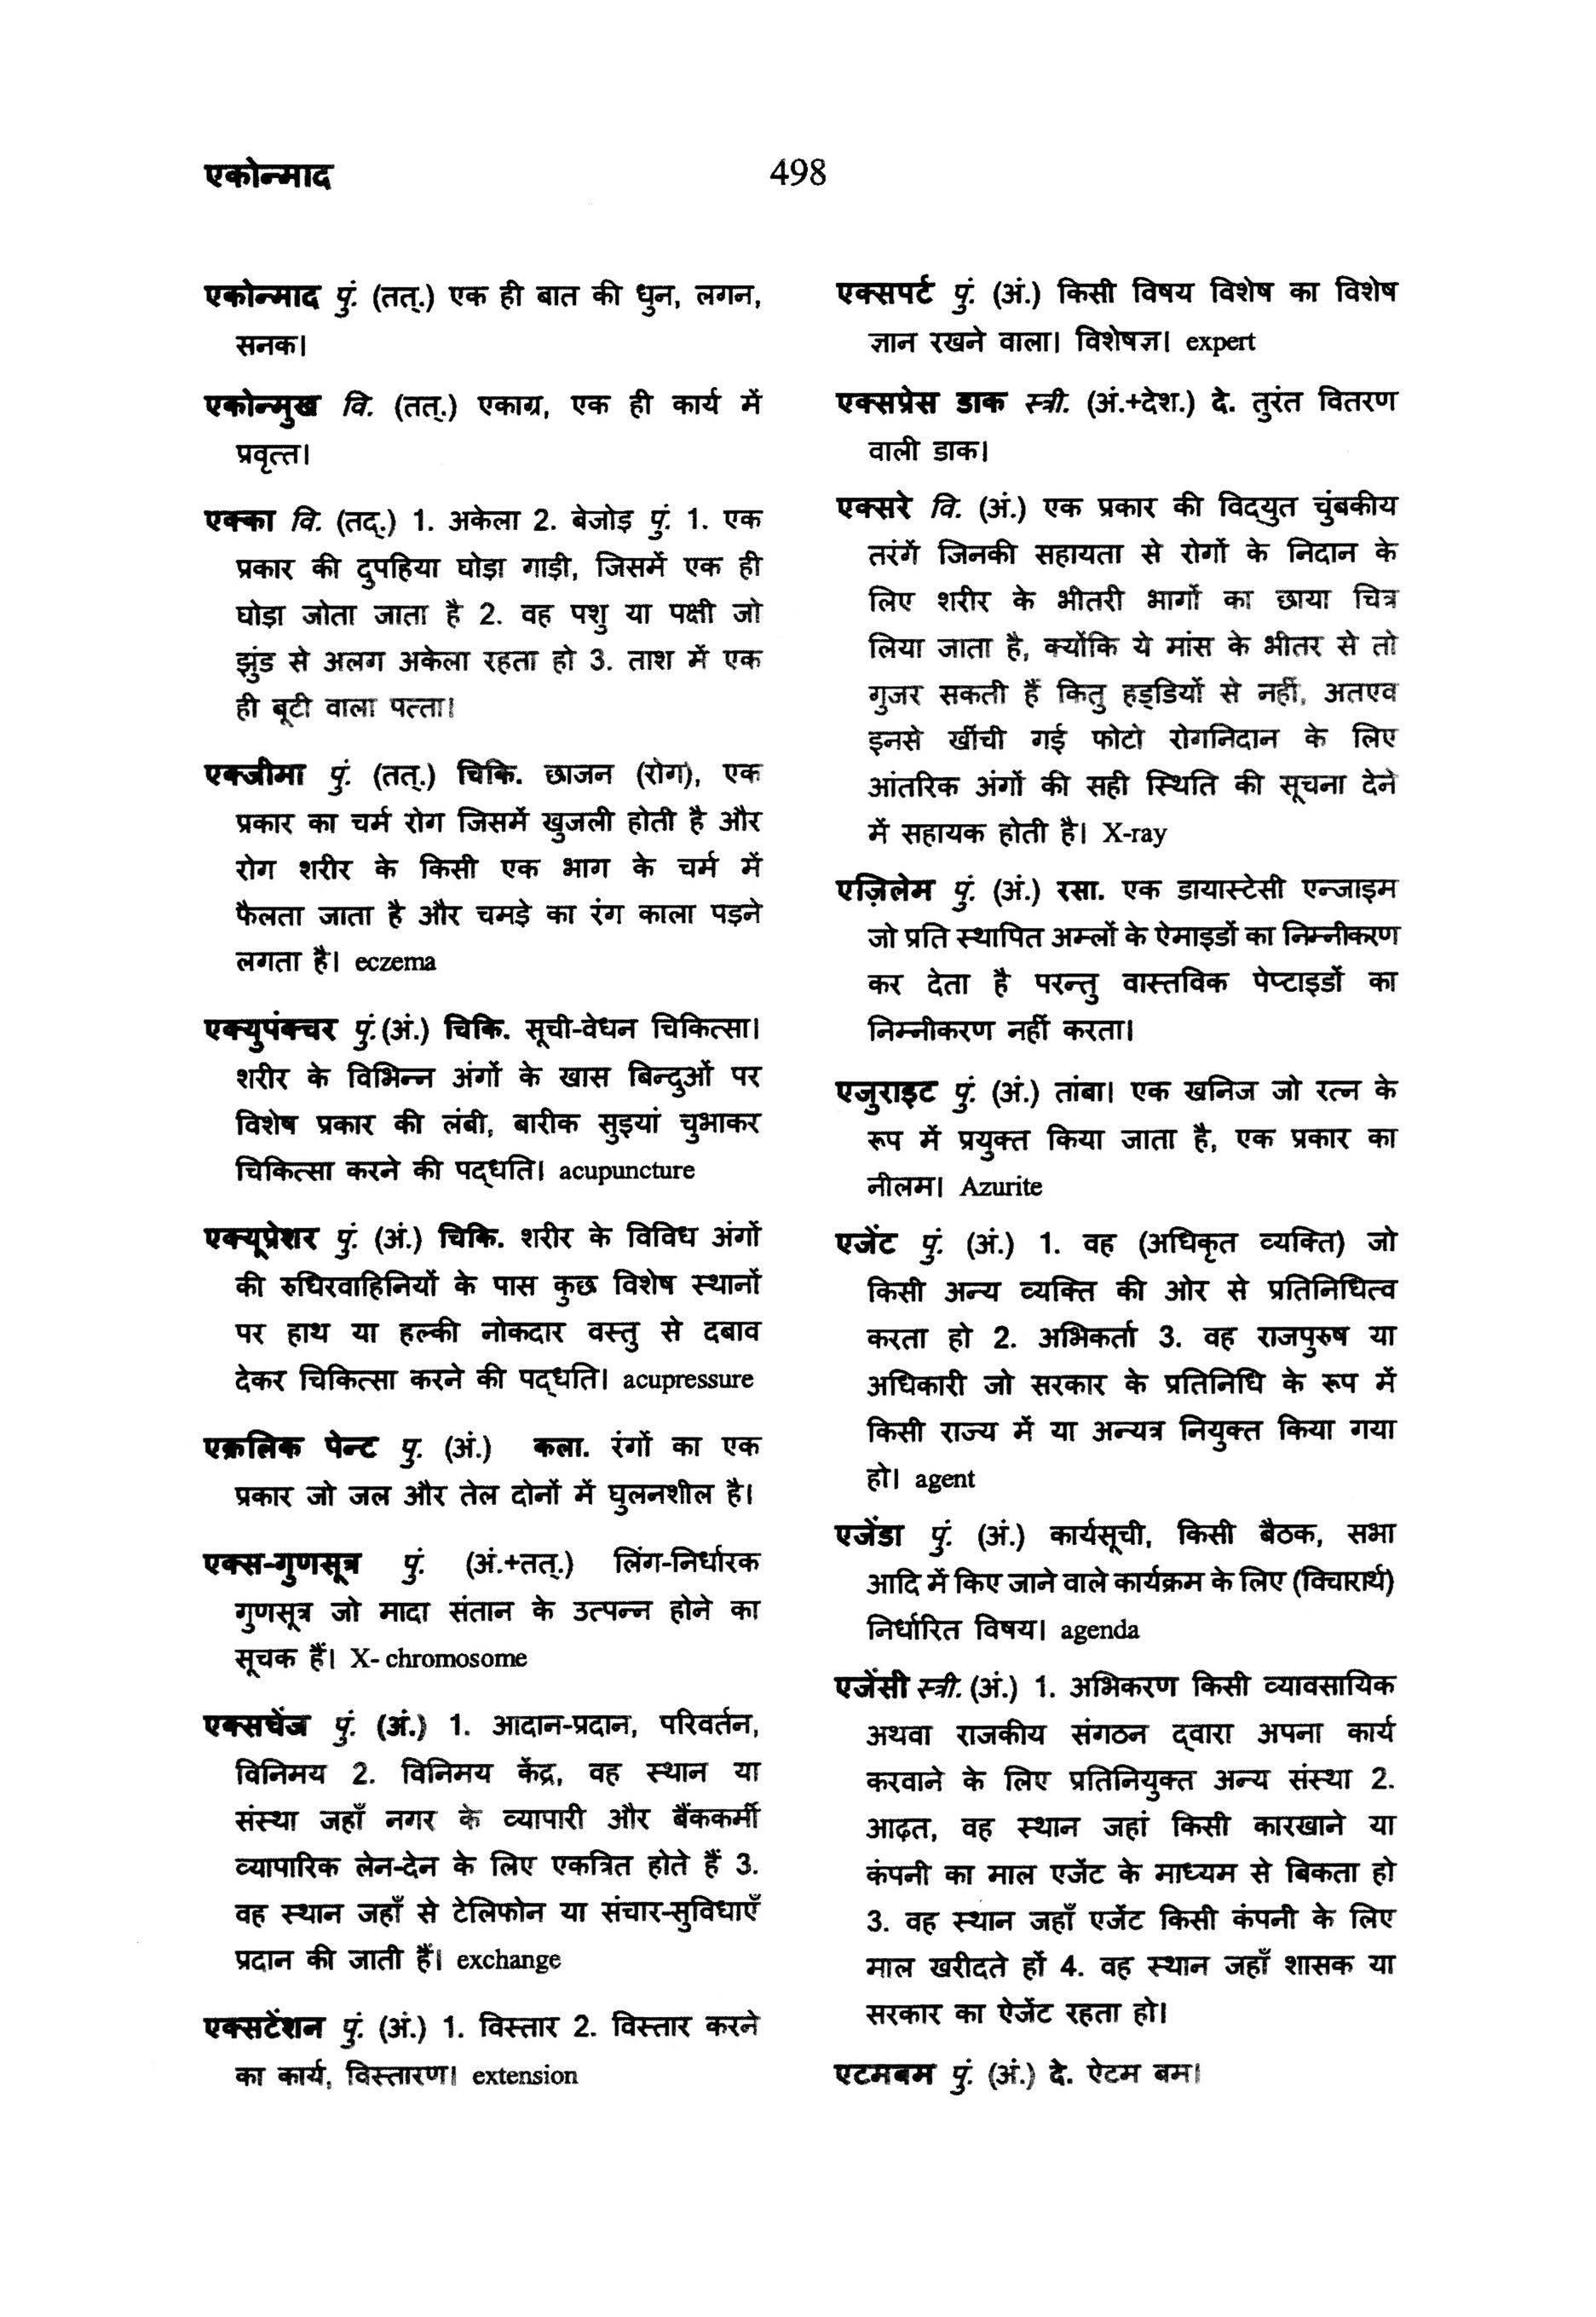 एकोन्माद
498
एकोन्माद पुं. (तत्.) एक ही बात की धुन, लगन,
सनक।
एकोन्मुख वि. (तत्.) एकाग्र, एक ही कार्य में
प्रवृत्त।
एक्का वि. (तद्.) 1. अकेला 2. बेजोड़ पुं. 1. एक
प्रकार की दुपहिया घोड़ा गाड़ी, जिसमें एक ही
घोड़ा जोता जाता है 2. वह पशु या पक्षी जो
झुंड से अलग अकेला रहता हो 3. ताश में एक
ही बूटी वाला पत्ता।
एक्जीमा पुं. (तत्.) चिकि. छाजन (रोग), एक
प्रकार का चर्म रोग जिसमें खुजली होती है और
रोग शरीर के किसी एक भाग के चर्म में
फैलता जाता है और चमड़े का रंग काला पड़ने
लगता है। eczema
एक्युपंक्चर पुं.(अं.) चिकि. सूची-वेधन चिकित्सा।
शरीर के विभिन्न अंगों के खास बिन्दुओं पर
विशेष प्रकार की लंबी, बारीक सुइयां चुभाकर
चिकित्सा करने की पद्धति। acupuncture
एक्यूप्रेशर पुं. (अं.) चिकि. शरीर के विविध अंगों
की रुधिरवाहिनियों के पास कुछ विशेष स्थानों
पर हाथ या हल्की नोकदार वस्तु से दबाव
देकर चिकित्सा करने की पद्धति। acupressure
एक्रलिक पेन्ट पु. (अं.) कला. रंगों का एक
प्रकार जो जल और तेल दोनों में घुलनशील है।
एक्स-गुणसूत्र पुं. (अं.+तत्.) लिंग-निर्धारक
गुणसूत्र जो मादा संतान के उत्पन्न होने का
सूचक हैं। X- chromosome
एक्सचेंज पुं. (अं.) 1. आदान-प्रदान, परिवर्तन,
विनिमय 2. विनिमय केंद्र, वह स्थान या
संस्था जहाँ नगर के व्यापारी और बैंककर्मी
व्यापारिक लेन-देन के लिए एकत्रित होते हैं 3.
वह स्थान जहाँ से टेलिफोन या संचार-सुविधाएँ
प्रदान की जाती हैं। exchange
एक्सटेंशन पुं. (अं.) 1. विस्तार 2. विस्तार करने
का कार्य, विस्तारण। extension
एक्सपर्ट पुं. (अं.) किसी विषय विशेष का विशेष
ज्ञान रखने वाला। विशेषज्ञ। expert
एक्सप्रेस डाक स्त्री. (अं.+देश.) दे. तुरंत वितरण
वाली डाक।
एक्सरे वि. (अं.) एक प्रकार की विद्युत चुंबकीय
तरंगें जिनकी सहायता से रोगों के निदान के
लिए शरीर के भीतरी भागों का छाया चित्र
लिया जाता है, क्योंकि ये मांस के भीतर से तो
गुजर सकती हैं किंतु हड्डियों से नहीं, अतएव
इनसे खींची गई फोटो रोगनिदान के लिए
आंतरिक अंगों की सही स्थिति की सूचना देने
में सहायक होती है। X-ray
एज़िलेम पुं. (अं.) रसा. एक डायास्टेसी एन्जाइम
जो प्रति स्थापित अम्लों के ऐमाइडों का निम्नीकरण
कर देता है परन्तु वास्तविक पेप्टाइडों का
निम्नीकरण नहीं करता।
एजुराइट पुं. (अं.) तांबा। एक खनिज जो रत्न के
रूप में प्रयुक्त किया जाता है, एक प्रकार का
नीलम। Azurite
एजेंट पुं. (अं.) 1. वह (अधिकृत व्यक्ति) जो
किसी अन्य व्यक्ति की ओर से प्रतिनिधित्व
करता हो 2. अभिकर्ता 3. वह राजपुरुष या
अधिकारी जो सरकार के प्रतिनिधि के रूप में
किसी राज्य में या अन्यत्र नियुक्त किया गया
हो। agent
एजेंडा पुं. (अं.) कार्यसूची, किसी बैठक, सभा
आदि में किए जाने वाले कार्यक्रम के लिए (विचारार्थ)
निर्धारित विषय। agenda
एजेंसी स्त्री. (अं.) 1. अभिकरण किसी व्यावसायिक
अथवा राजकीय संगठन द्वारा अपना कार्य
करवाने के लिए प्रतिनियुक्त अन्य संस्था 2.
आढ़त, वह स्थान जहां किसी कारखाने या
कंपनी का माल एजेंट के माध्यम से बिकता हो
3. वह स्थान जहाँ एजेंट किसी कंपनी के लिए
माल खरीदते हों 4. वह स्थान जहाँ शासक या
सरकार का ऐजेंट रहता हो।
एटमबम पुं. (अं.) दे. ऐटम बम।